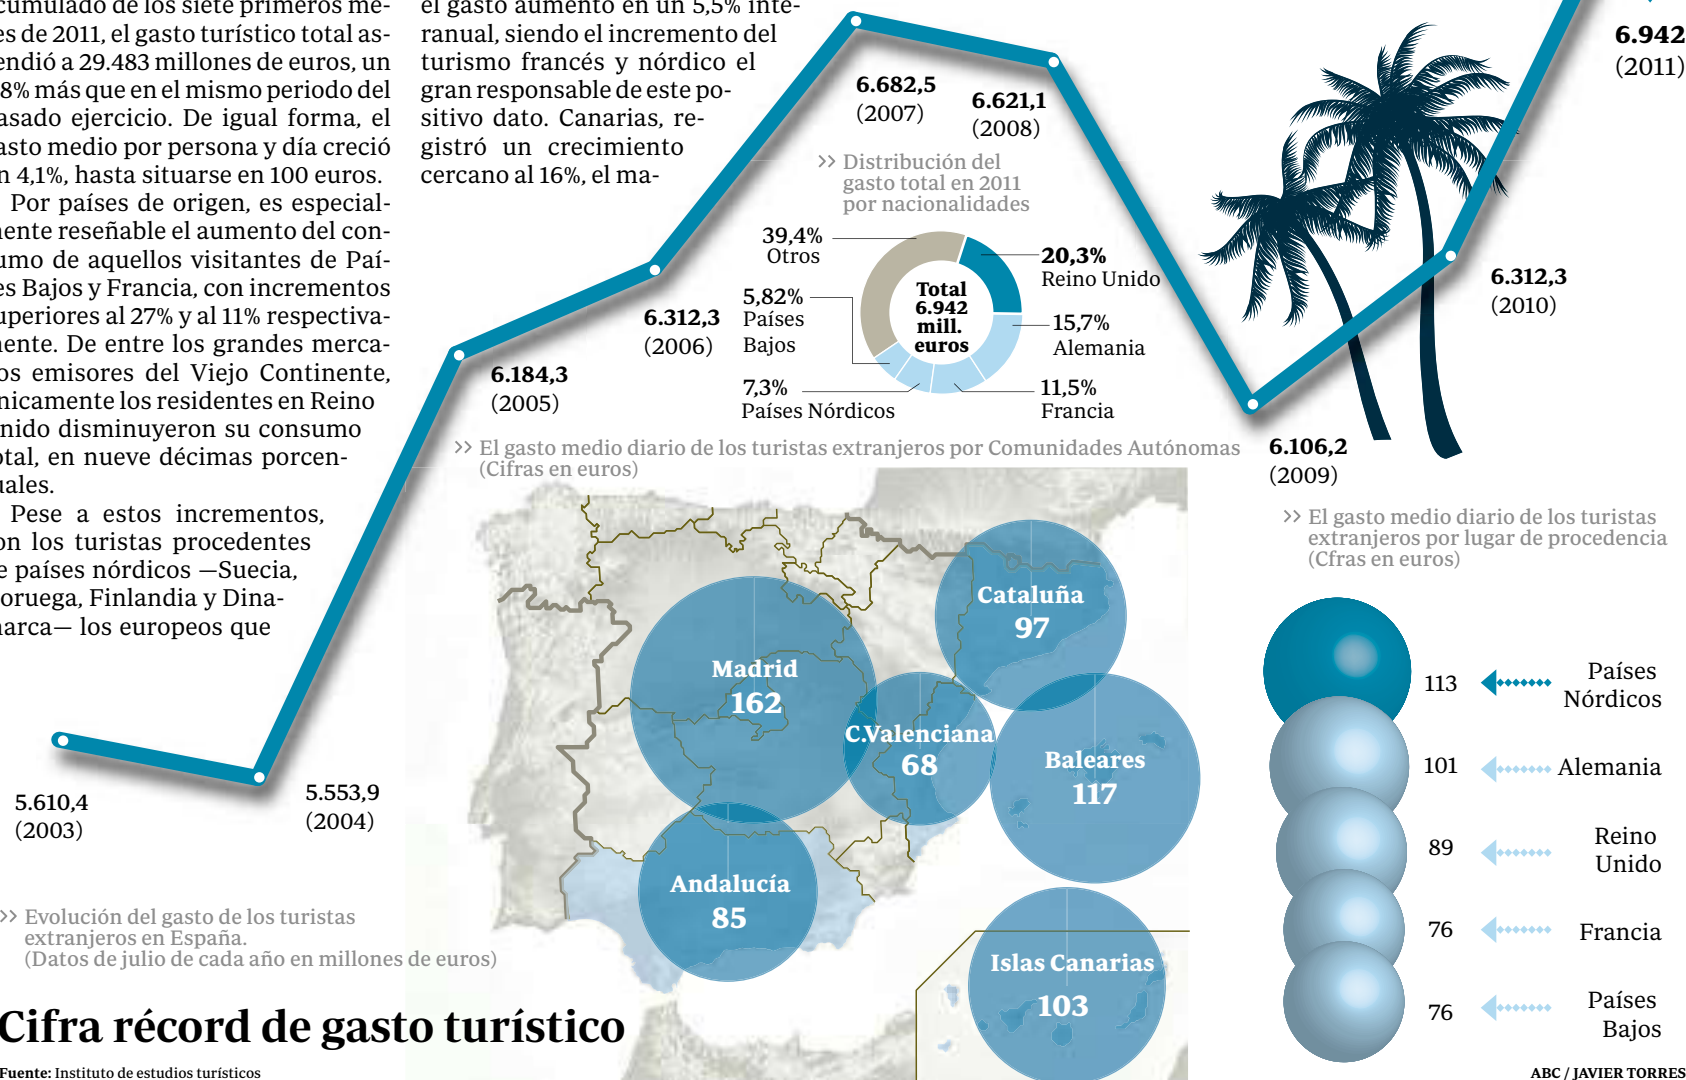 cumulado de los siete primeros me-
es de 2011, el gasto turístico total as-
endió a 29.483 millones de euros, un
8% más que en el mismo periodo del
asado ejercicio. De igual forma, el
asto medio por persona y día creció
n 4,1%, hasta situarse en 100 euros.
Por países de origen, es especial-
mente reseñable el aumento del con-
umo de aquellos visitantes de Paí-
es Bajos y Francia, con incrementos
uperiores al 27% y al 11% respectiva-
mente. De entre los grandes merca-
os emisores del Viejo Continente,
nicamente los residentes en Reino
nido disminuyeron su consumo
otal, en nueve décimas porcen-
uales.
Pese a estos incrementos,
on los turistas procedentes
e países nórdicos —Suecia,
oruega, Finlandia y Dina-
marca— los europeos que
el gasto aumentó en un 5,5% inte-
ranual, siendo el incremento del
turismo francés y nórdico el
gran responsable de este po-
sitivo dato. Canarias, re-
gistró un crecimiento
cercano al 16%, el ma-
5.610,4
(2003)
5.553,9
(2004)
6.184,3
(2005)
6.312,3
(2006)
6.682,5
(2007)
6.621,1
(2008)
6.106,2
(2009)
6.312,3
(2010)
6.942
(2011)
>> Distribución del
gasto total en 2011
por nacionalidades
39,4%
Otros
5,82%
Países
Bajos
7,3%
Países Nórdicos
Total
6.942
mill.
euros
20,3%
Reino Unido
15,7%
Alemania
11,5%
Francia
>> El gasto medio diario de los turistas extranjeros por Comunidades Autónomas
(Cifras en euros)
Cataluña
97
Madrid
162
C.Valenciana
68
Baleares
117
Andalucía
85
Islas Canarias
103
>> El gasto medio diario de los turistas
extranjeros por lugar de procedencia
(Cfras en euros)
113
Países
Nórdicos
101
Alemania
89
Reino
Unido
76
Francia
76
Países
Bajos
>> Evolución del gasto de los turistas
extranjeros en España.
(Datos de julio de cada año en millones de euros)
Cifra récord de gasto turístico
Fuente: Instituto de estudios turísticos
ABC / JAVIER TORRES